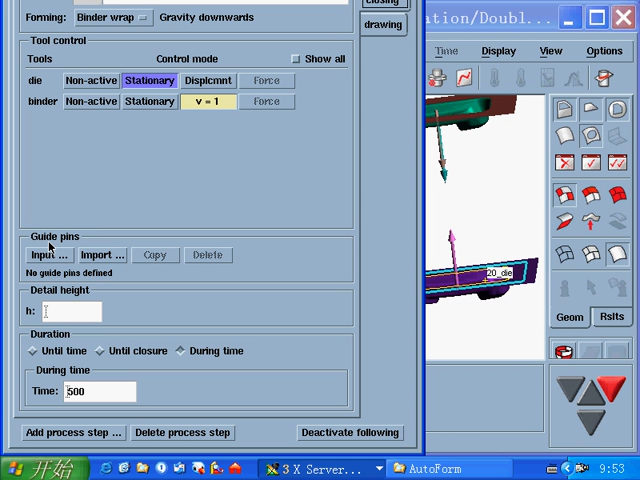 closing
Forming: Binder wrap Gravity downwards
drawing
ation/Doubl...
Tool control
Time Display View Options
Tools Control mode Show all
die Non-active Stationary Displcmnt Force
binder Non-active Stationary v = 1 Force
Guide pins
Input ... Import ... Copy Delete
No guide pins defined
20_die
Detail height
h:
Geom Rslts
Duration
Until time Until closure During time
During time
Time: 500
Add process step ... Delete process step Deactivate following
开始 3 X Server... AutoForm 9:53